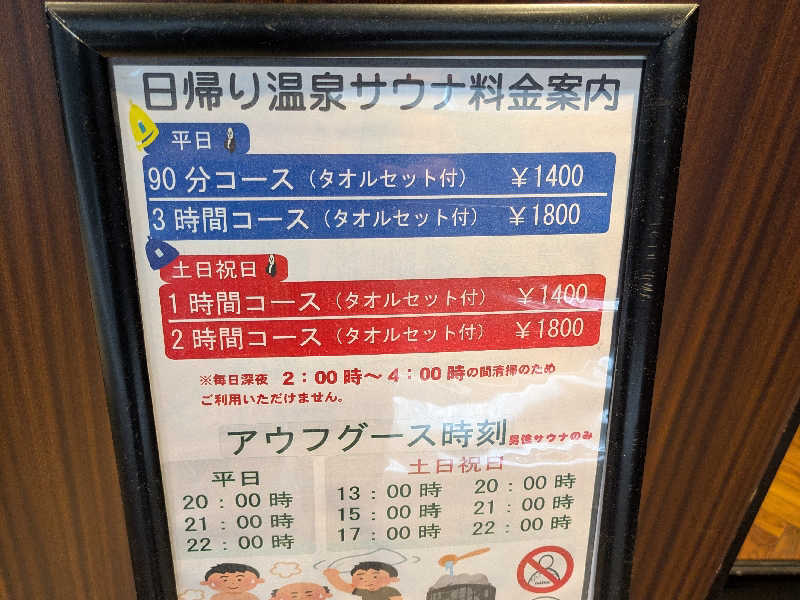 日帰り温泉サウナ料金案内
平日
90分コース（タオルセット付） ￥1400
3時間コース（タオルセット付） ￥1800
土日祝日
1時間コース（タオルセット付） ￥1400
2時間コース（タオルセット付） ￥1800
※毎日深夜 2：00時～4：00時の間清掃のため
ご利用いただけません。
アウフグース時刻 男性サウナのみ
平日
20：00時
21：00時
22：00時
土日祝日
13：00時 20：00時
15：00時 21：00時
17：00時 22：00時